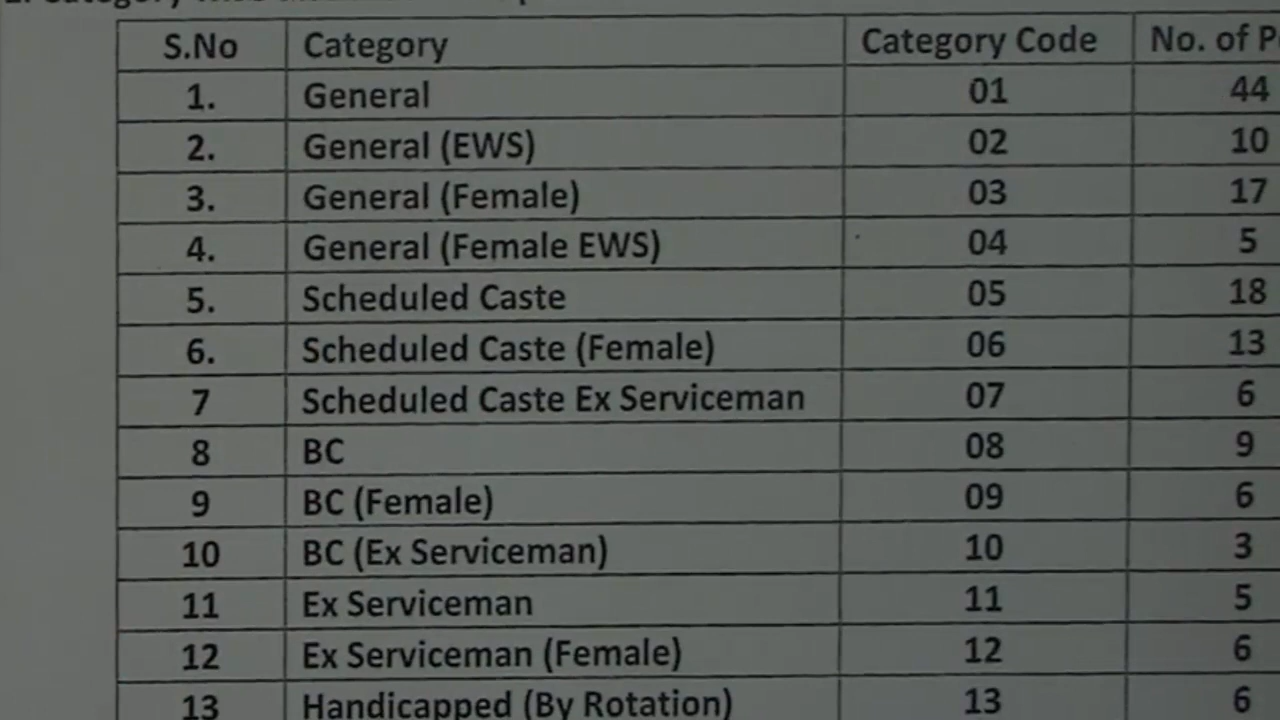 S.No Category Category Code No. of P
1. General 01 44
2. General (EWS) 02 10
3. General (Female) 03 17
4. General (Female EWS) 04 5
5. Scheduled Caste 05 18
6. Scheduled Caste (Female) 06 13
7 Scheduled Caste Ex Serviceman 07 6
8 BC 08 9
9 BC (Female) 09 6
10 BC (Ex Serviceman) 10 3
11 Ex Serviceman 11 5
12 Ex Serviceman (Female) 12 6
13 Handicapped (By Rotation) 13 6